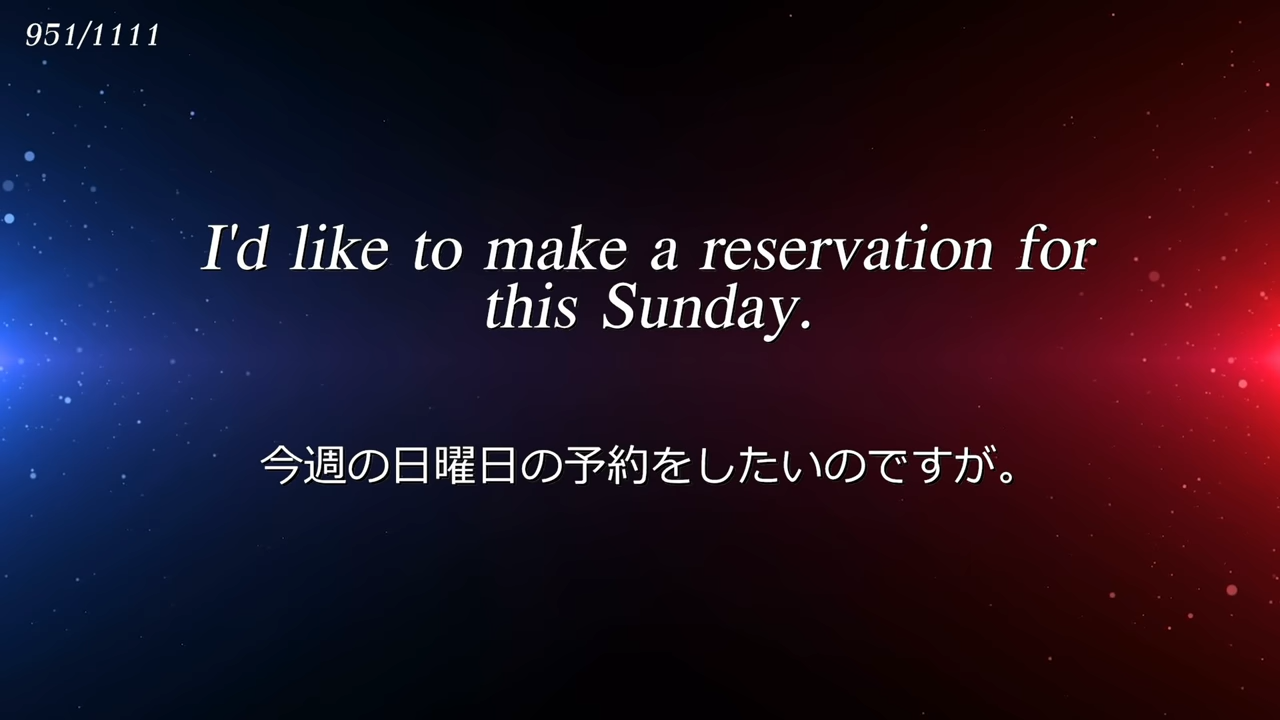 951/1111
I'd like to make a reservation for
this Sunday.
今週の日曜日の予約をしたいのですが。